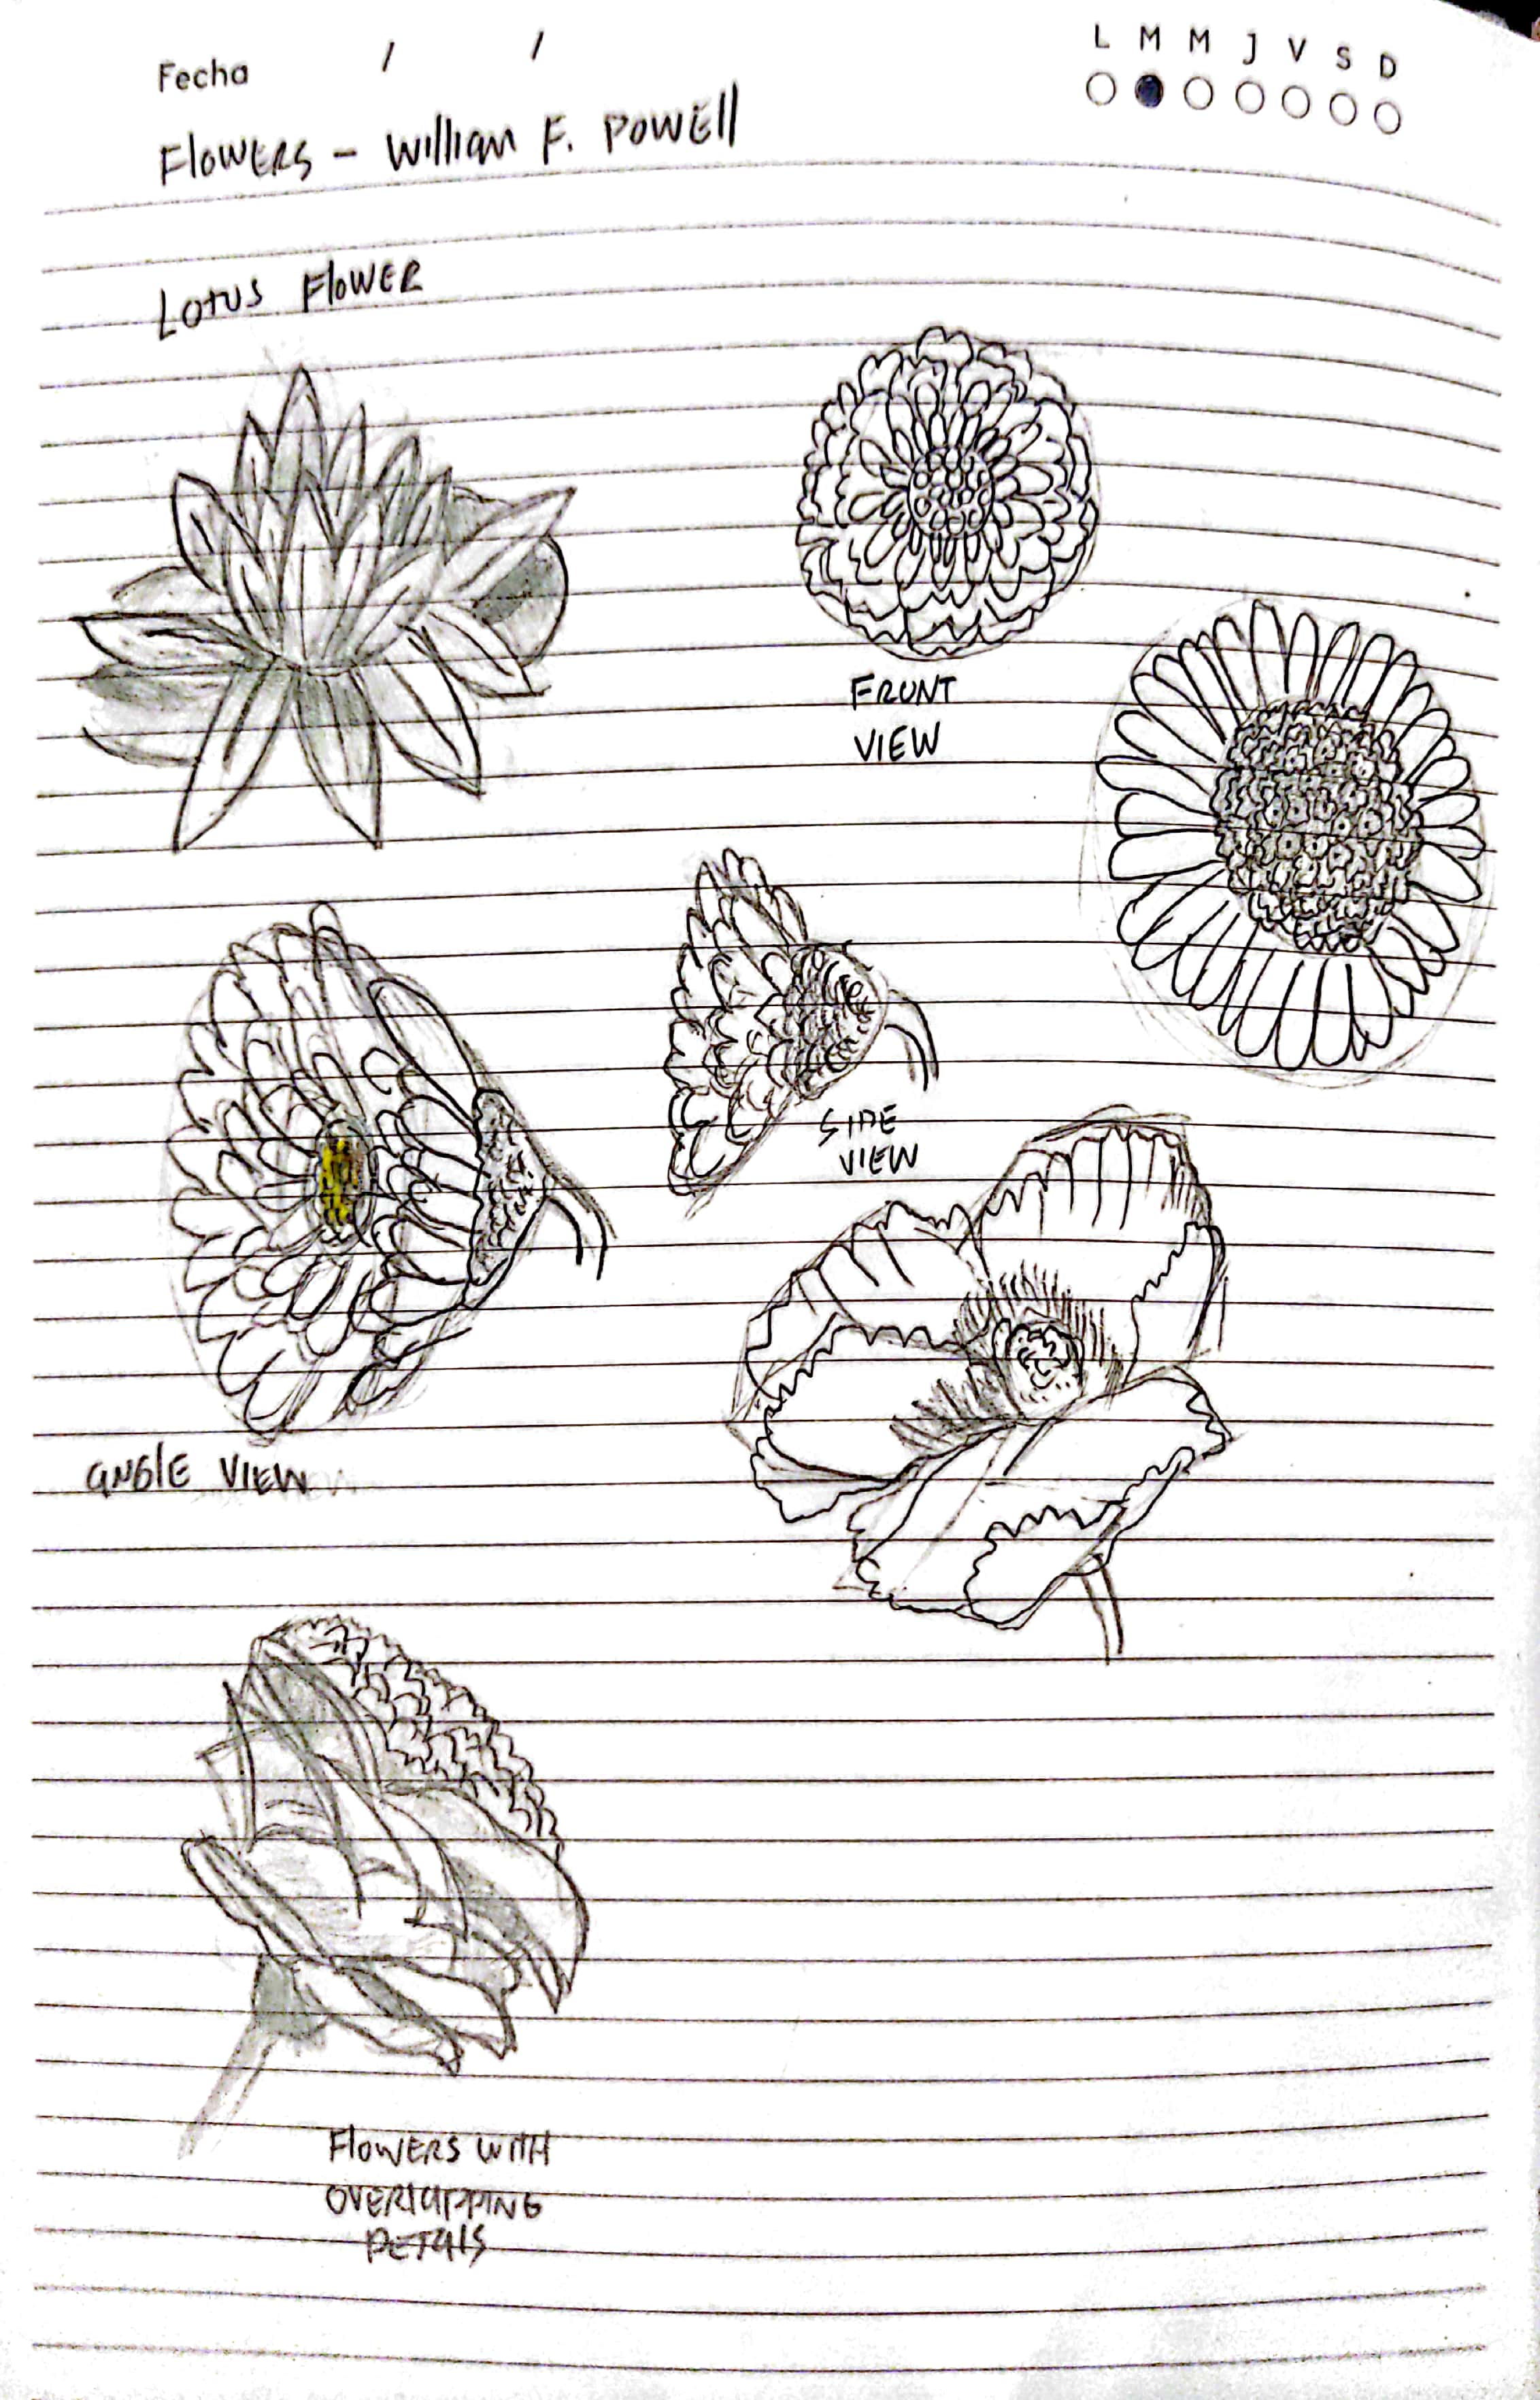 Fecha / /
L M M J V S D
Flowers - William F. Powell
Lotus Flower
FRONT
VIEW
SIDE
VIEW
angle view
Flowers with
overlapping
petals